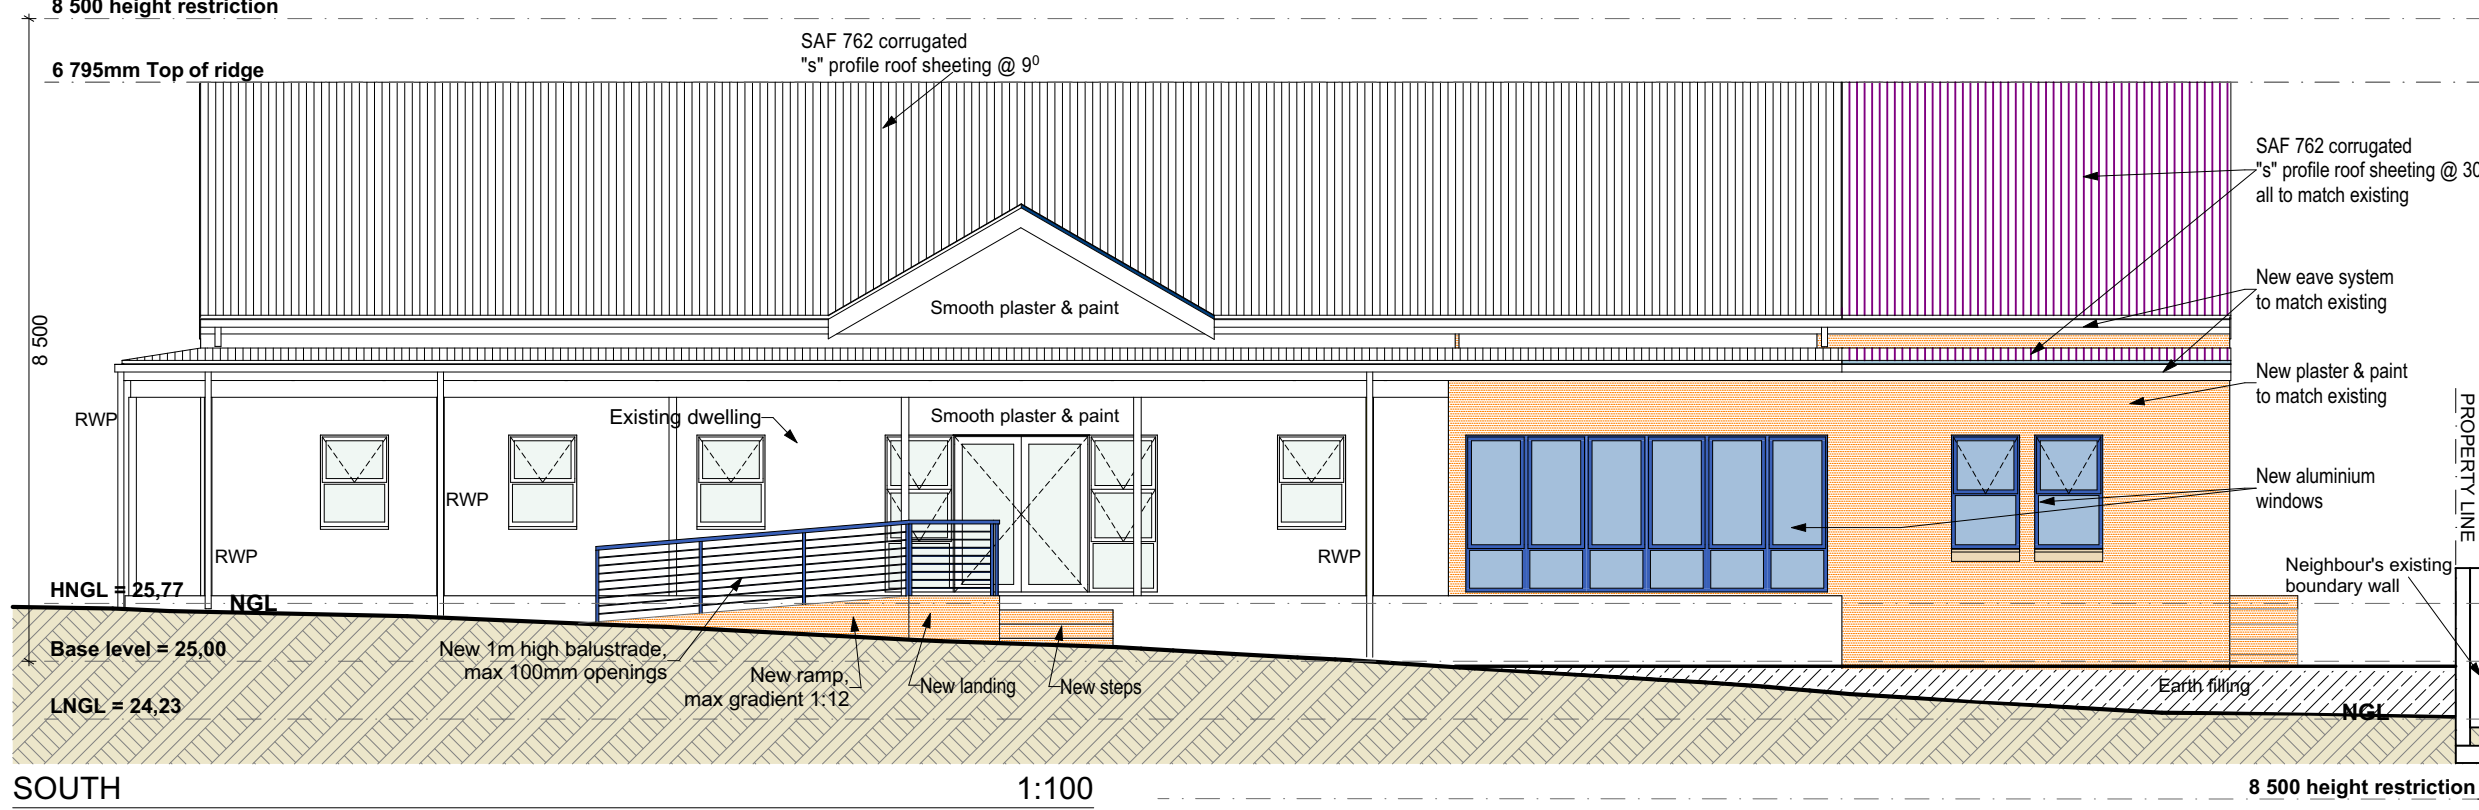 8 500 height restriction
6 795mm Top of ridge
SAF 762 corrugated
"s" profile roof sheeting @ 9⁰
SAF 762 corrugated
"s" profile roof sheeting @ 30
all to match existing
New eave system
to match existing
New plaster & paint
to match existing
New aluminium
windows
PROPERTY LINE
Neighbour's existing
boundary wall
8 500
Smooth plaster & paint
Existing dwelling
Smooth plaster & paint
RWP
RWP
RWP
RWP
HNGL = 25,77
NGL
Base level = 25,00
LNGL = 24,23
New 1m high balustrade,
max 100mm openings
New ramp,
max gradient 1:12
New landing
New steps
Earth filling
NGL
SOUTH
1:100
8 500 height restriction